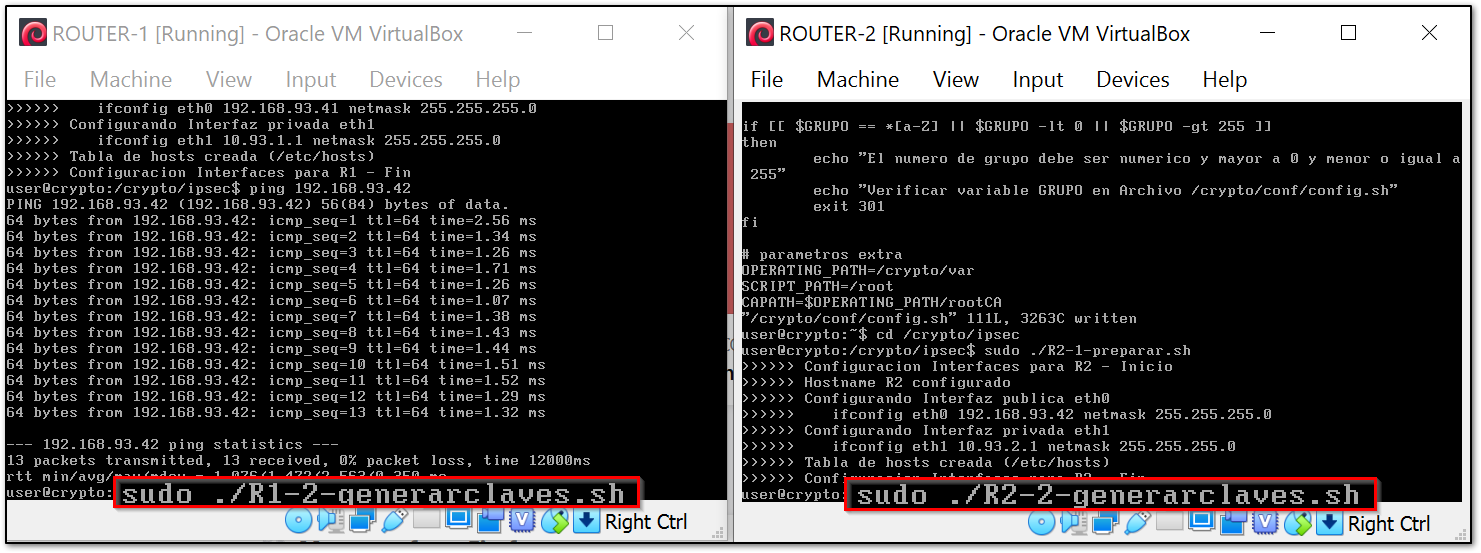 ROUTER-1 [Running] - Oracle VM VirtualBox
File Machine View Input Devices Help
>>>>>> ifconfig eth0 192.168.93.41 netmask 255.255.255.0
>>>>>> Configurando Interfaz privada eth1
>>>>>> ifconfig eth1 10.93.1.1 netmask 255.255.255.0
>>>>>> Tabla de hosts creada (/etc/hosts)
>>>>>> Configuracion Interfaces para R1 - Fin
user@crypto:/crypto/ipsec$ ping 192.168.93.42
PING 192.168.93.42 (192.168.93.42) 56(84) bytes of data.
64 bytes from 192.168.93.42: icmp_seq=1 ttl=64 time=2.56 ms
64 bytes from 192.168.93.42: icmp_seq=2 ttl=64 time=1.34 ms
64 bytes from 192.168.93.42: icmp_seq=3 ttl=64 time=1.26 ms
64 bytes from 192.168.93.42: icmp_seq=4 ttl=64 time=1.71 ms
64 bytes from 192.168.93.42: icmp_seq=5 ttl=64 time=1.26 ms
64 bytes from 192.168.93.42: icmp_seq=6 ttl=64 time=1.07 ms
64 bytes from 192.168.93.42: icmp_seq=7 ttl=64 time=1.38 ms
64 bytes from 192.168.93.42: icmp_seq=8 ttl=64 time=1.43 ms
64 bytes from 192.168.93.42: icmp_seq=9 ttl=64 time=1.44 ms
64 bytes from 192.168.93.42: icmp_seq=10 ttl=64 time=1.51 ms
64 bytes from 192.168.93.42: icmp_seq=11 ttl=64 time=1.52 ms
64 bytes from 192.168.93.42: icmp_seq=12 ttl=64 time=1.29 ms
64 bytes from 192.168.93.42: icmp_seq=13 ttl=64 time=1.32 ms
--- 192.168.93.42 ping statistics ---
13 packets transmitted, 13 received, 0% packet loss, time 12000ms
rtt min/avg/max/mdev = 1.076/1.472/2.563/0.350 ms
user@crypto: sudo ./R1-2-generarclaves.sh
Right Ctrl
ROUTER-2 [Running] - Oracle VM VirtualBox
File Machine View Input Devices Help
if [[ $GRUPO == *[a-Z] || $GRUPO -lt 0 || $GRUPO -gt 255 ]]
then
echo "El numero de grupo debe ser numerico y mayor a 0 y menor o igual a
255"
echo "Verificar variable GRUPO en Archivo /crypto/conf/config.sh"
exit 301
fi
# parametros extra
OPERATING_PATH=/crypto/var
SCRIPT_PATH=/root
CAPATH=$OPERATING_PATH/rootCA
"/crypto/conf/config.sh" 111L, 3263C written
user@crypto:~$ cd /crypto/ipsec
user@crypto:/crypto/ipsec$ sudo ./R2-1-preparar.sh
>>>>>> Configuracion Interfaces para R2 - Inicio
>>>>>> Hostname R2 configurado
>>>>>> Configurando Interfaz publica eth0
>>>>>> ifconfig eth0 192.168.93.42 netmask 255.255.255.0
>>>>>> Configurando Interfaz privada eth1
>>>>>> ifconfig eth1 10.93.2.1 netmask 255.255.255.0
>>>>>> Tabla de hosts creada (/etc/hosts)
>>>>>> Configuracion Interfaces para R2 - Fin
user@crypto: sudo ./R2-2-generarclaves.sh
Right Ctrl